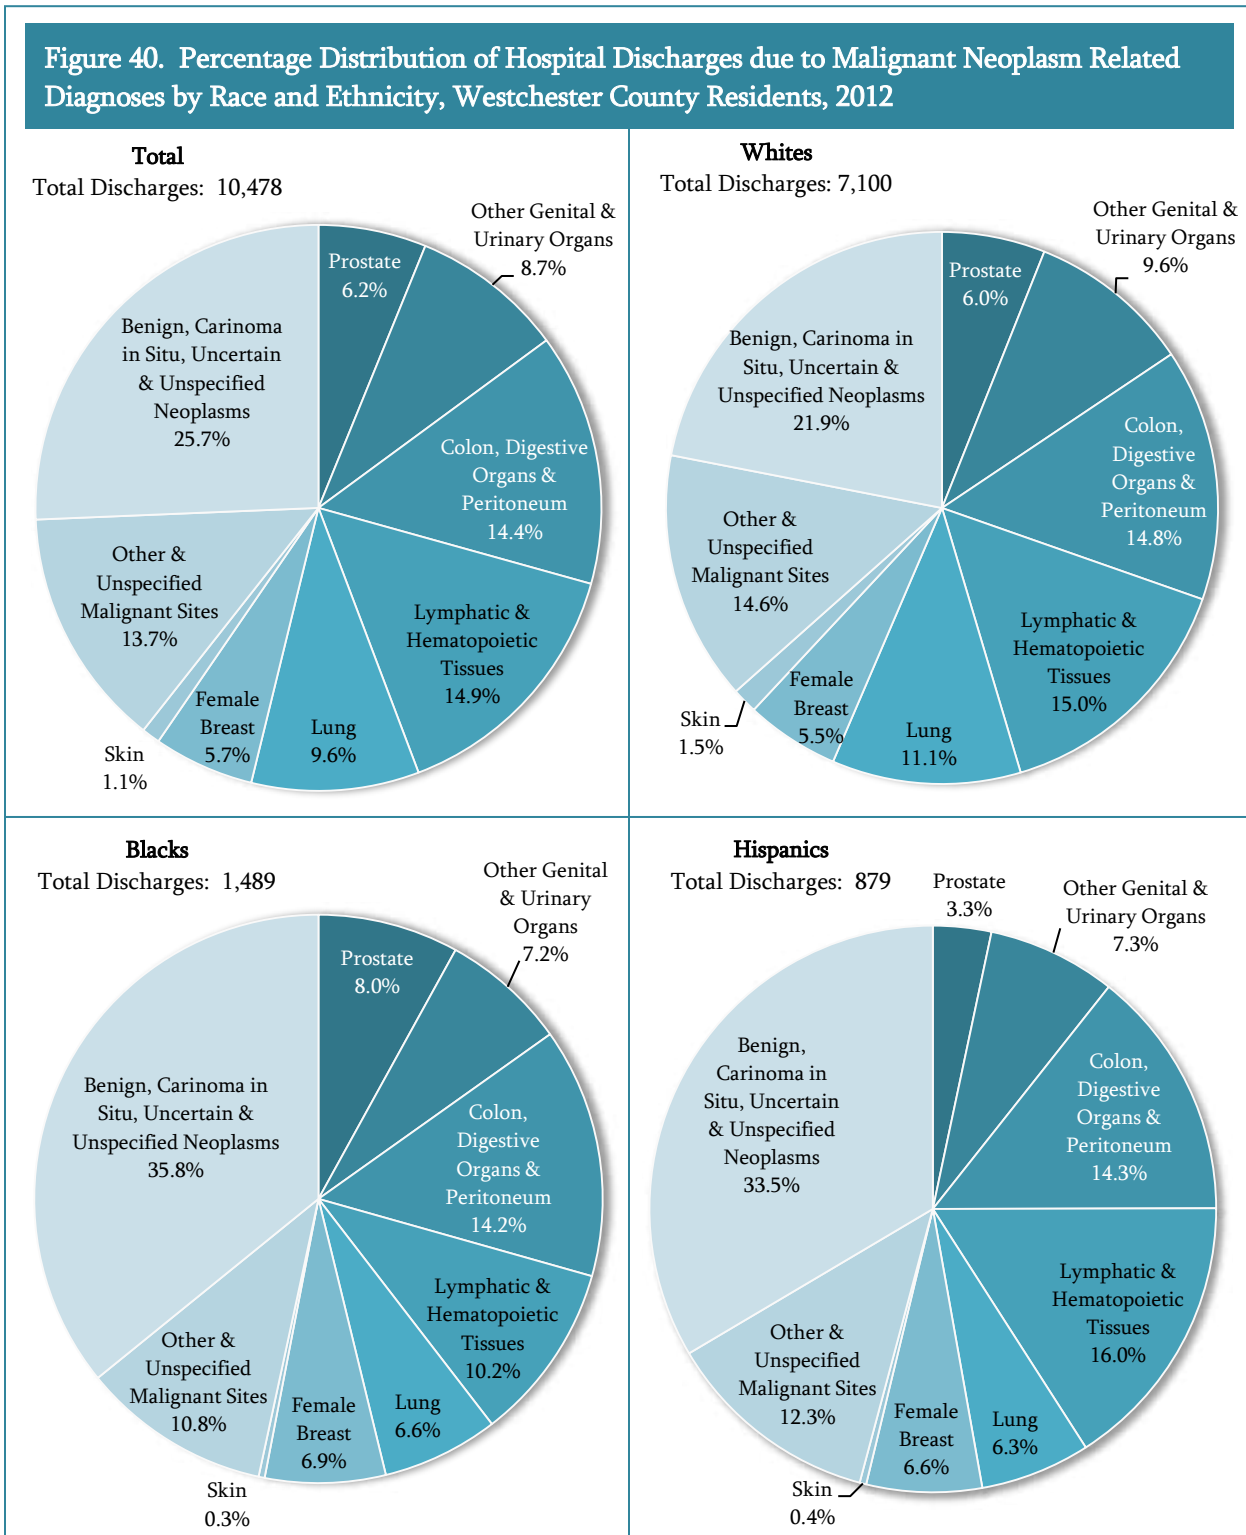 Figure 40.  Percentage Distribution of Hospital Discharges due to Malignant Neoplasm Related
Diagnoses by Race and Ethnicity, Westchester County Residents, 2012
Total
Total Discharges:  10,478
Prostate
6.2%
Other Genital &
Urinary Organs
8.7%
Colon, Digestive
Organs &
Peritoneum
14.4%
Lymphatic &
Hematopoietic
Tissues
14.9%
Lung
9.6%
Female
Breast
5.7%
Skin
1.1%
Other &
Unspecified
Malignant Sites
13.7%
Benign, Carinoma
in Situ, Uncertain
& Unspecified
Neoplasms
25.7%
Whites
Total Discharges: 7,100
Prostate
6.0%
Other Genital &
Urinary Organs
9.6%
Colon,
Digestive
Organs &
Peritoneum
14.8%
Lymphatic &
Hematopoietic
Tissues
15.0%
Lung
11.1%
Female
Breast
5.5%
Skin
1.5%
Other &
Unspecified
Malignant Sites
14.6%
Benign, Carinoma in
Situ, Uncertain &
Unspecified Neoplasms
21.9%
Blacks
Total Discharges:  1,489
Prostate
8.0%
Other Genital
& Urinary
Organs
7.2%
Colon,
Digestive
Organs &
Peritoneum
14.2%
Lymphatic &
Hematopoietic
Tissues
10.2%
Lung
6.6%
Female
Breast
6.9%
Skin
0.3%
Other &
Unspecified
Malignant Sites
10.8%
Benign, Carinoma in
Situ, Uncertain &
Unspecified Neoplasms
35.8%
Hispanics
Total Discharges:  879
Prostate
3.3%
Other Genital &
Urinary Organs
7.3%
Colon,
Digestive
Organs &
Peritoneum
14.3%
Lymphatic &
Hematopoietic
Tissues
16.0%
Lung
6.3%
Female
Breast
6.6%
Skin
0.4%
Other &
Unspecified
Malignant Sites
12.3%
Benign,
Carinoma in
Situ, Uncertain
& Unspecified
Neoplasms
33.5%